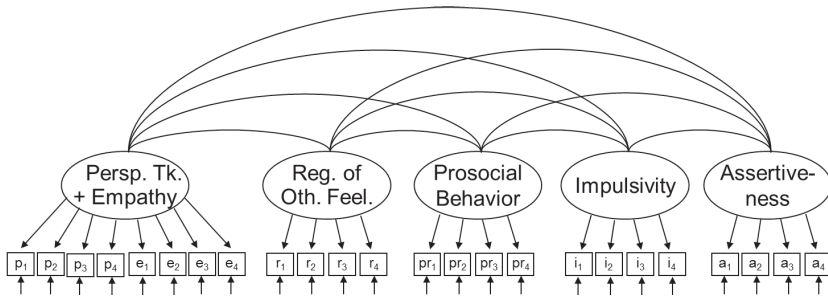 Persp. Tk.
+ Empathy
Reg. of
Oth. Feel.
Prosocial
Behavior
Impulsivity
Assertive-
ness
p₁ p₂ p₃ p₄ e₁ e₂ e₃ e₄
r₁ r₂ r₃ r₄
pr₁ pr₂ pr₃ pr₄
i₁ i₂ i₃ i₄
a₁ a₂ a₃ a₄